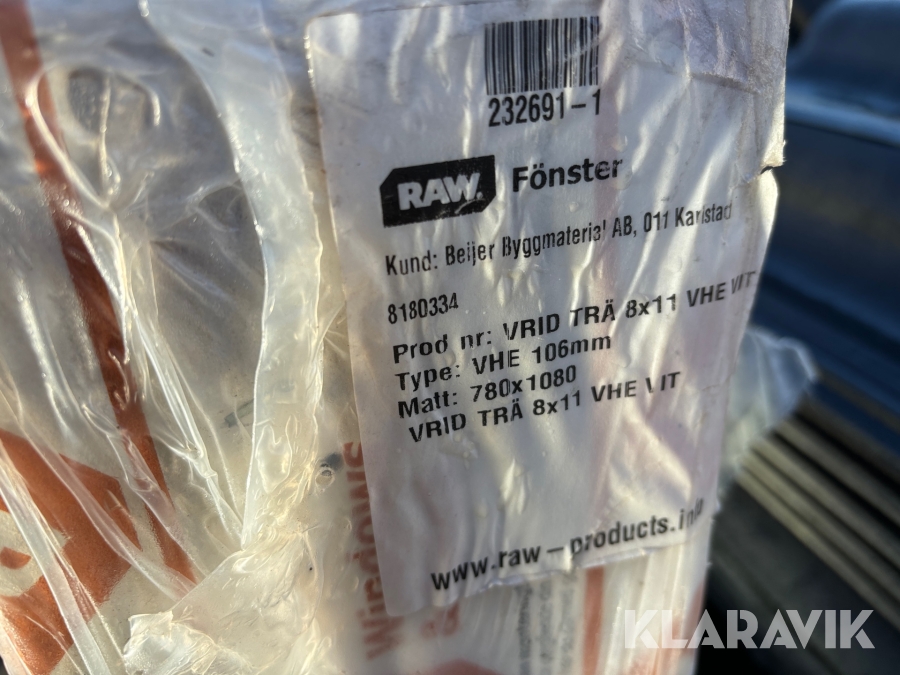 232691-1
RAW. Fönster
Kund: Beijer Byggmaterial AB, 011 Karlstad
8180334
Prod nr: VRID TRÄ 8x11 VHE VIT
Type: VHE 106mm
Matt: 780x1080
VRID TRÄ 8x11 VHE VIT
www.raw-products.info
Windows
&
KLARAVIK